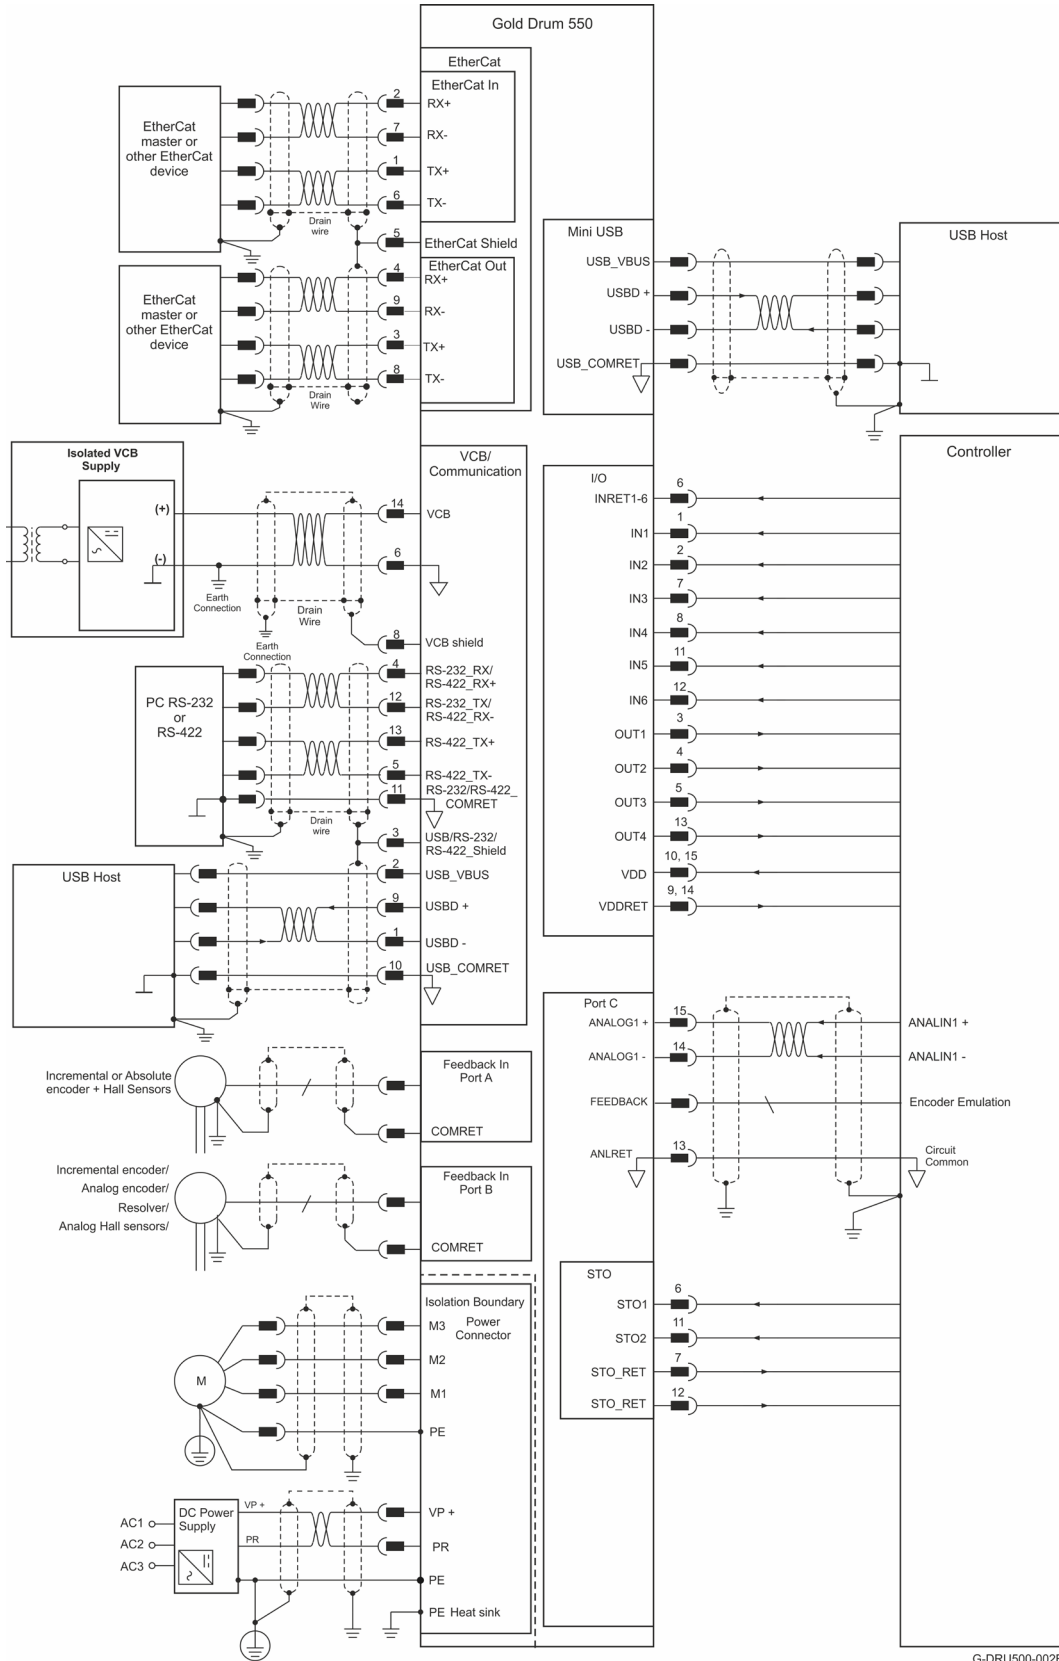 Gold Drum 550
EtherCat
EtherCat In
EtherCat
master or
other EtherCat
device
2
RX+
7
RX-
1
TX+
6
TX-
Drain
wire
5
EtherCat Shield
EtherCat Out
EtherCat
master or
other EtherCat
device
4
RX+
9
RX-
3
TX+
8
TX-
Drain
Wire
Mini USB
USB_VBUS
USBD +
USBD -
USB_COMRET
USB Host
Isolated VCB
Supply
(+)
(-)
Earth
Connection
Earth
Connection
Drain
Wire
VCB/
Communication
14
VCB
6
8
VCB shield
PC RS-232
or
RS-422
4
RS-232_RX/
RS-422_RX+
12
RS-232_TX/
RS-422_RX-
13
RS-422_TX+
5
RS-422_TX-
11
RS-232/RS-422_
COMRET
Drain
wire
3
USB/RS-232/
RS-422_Shield
USB Host
2
USB_VBUS
9
USBD +
1
USBD -
10
USB_COMRET
Controller
I/O
6
INRET1-6
1
IN1
2
IN2
7
IN3
8
IN4
11
IN5
12
IN6
3
OUT1
4
OUT2
5
OUT3
13
OUT4
10, 15
VDD
9, 14
VDDRET
Incremental or Absolute
encoder + Hall Sensors
Feedback In
Port A
COMRET
Incremental encoder/
Analog encoder/
Resolver/
Analog Hall sensors/
Feedback In
Port B
COMRET
Port C
15
ANALOG1 +
ANALIN1 +
14
ANALOG1 -
ANALIN1 -
FEEDBACK
Encoder Emulation
13
ANLRET
Circuit
Common
STO
6
STO1
11
STO2
7
STO_RET
12
STO_RET
Isolation Boundary
Power
Connector
M
M3
M2
M1
PE
AC1
AC2
AC3
DC Power
Supply
VP +
PR
VP +
PR
PE
PE Heat sink